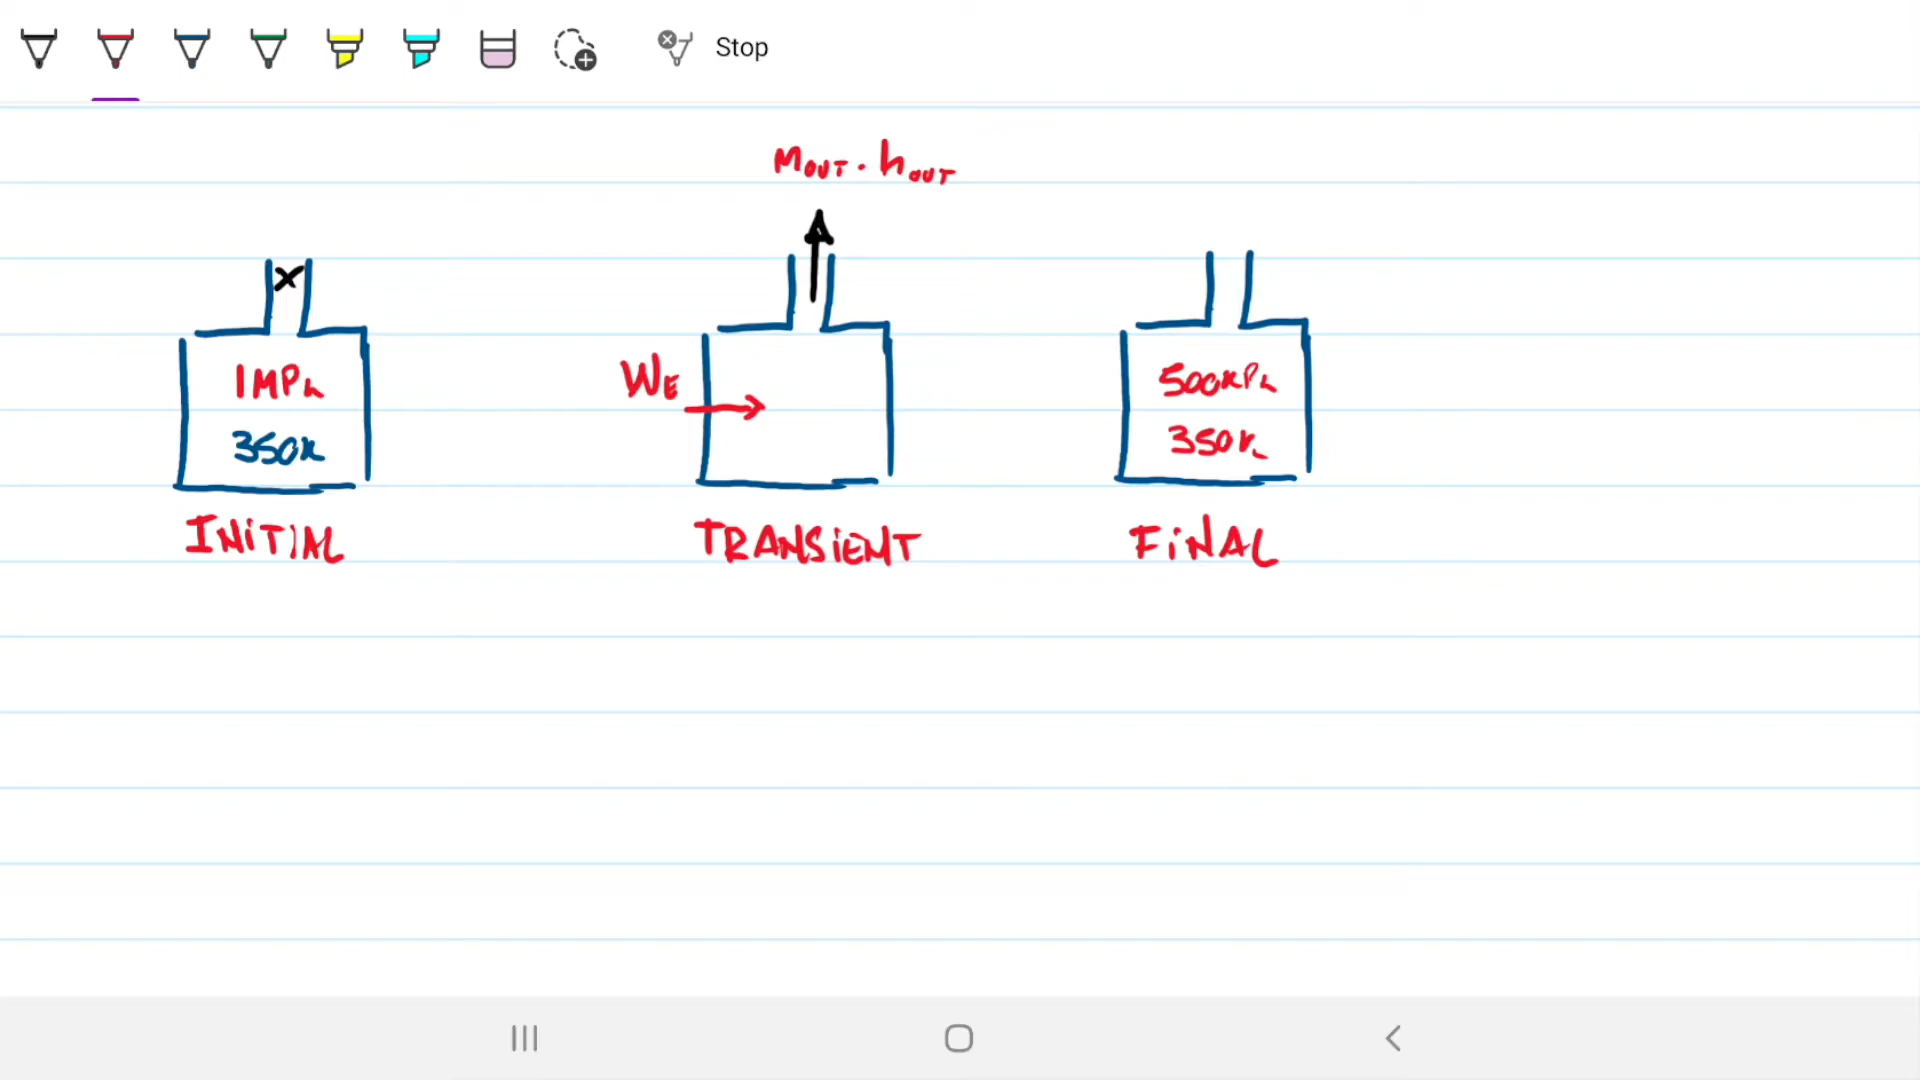 Stop
Mout · hout
1MPa
350K
WE
500KPa
350K
INITIAL
TRANSIENT
FINAL